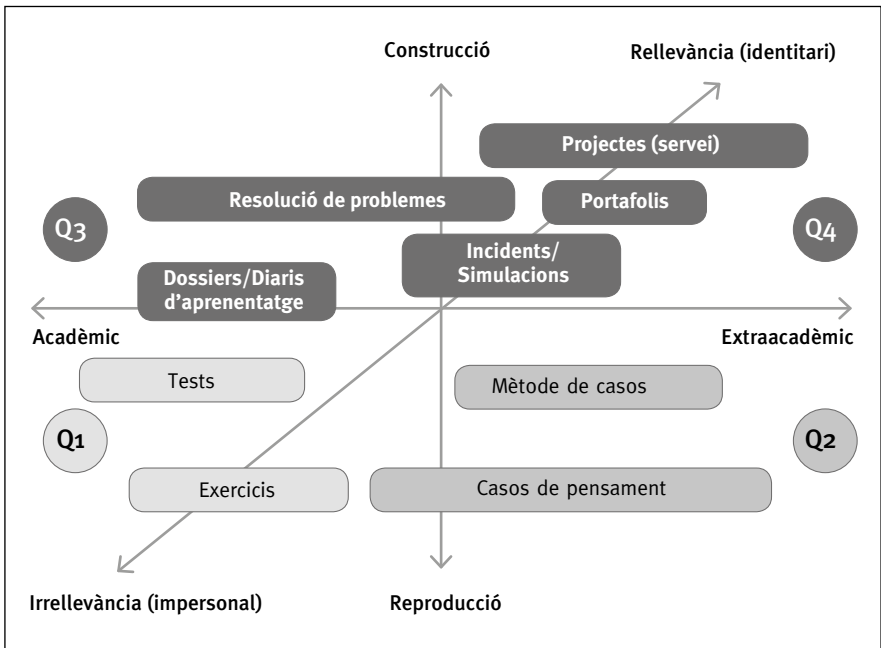 Construcció
Rellevància (identitari)
Projectes (servei)
Resolució de problemes
Portafolis
Q3
Q4
Incidents/
Simulacions
Dossiers/Diaris
d'aprenentatge
Acadèmic
Extraacadèmic
Tests
Mètode de casos
Q1
Q2
Exercicis
Casos de pensament
Irrellevància (impersonal)
Reproducció